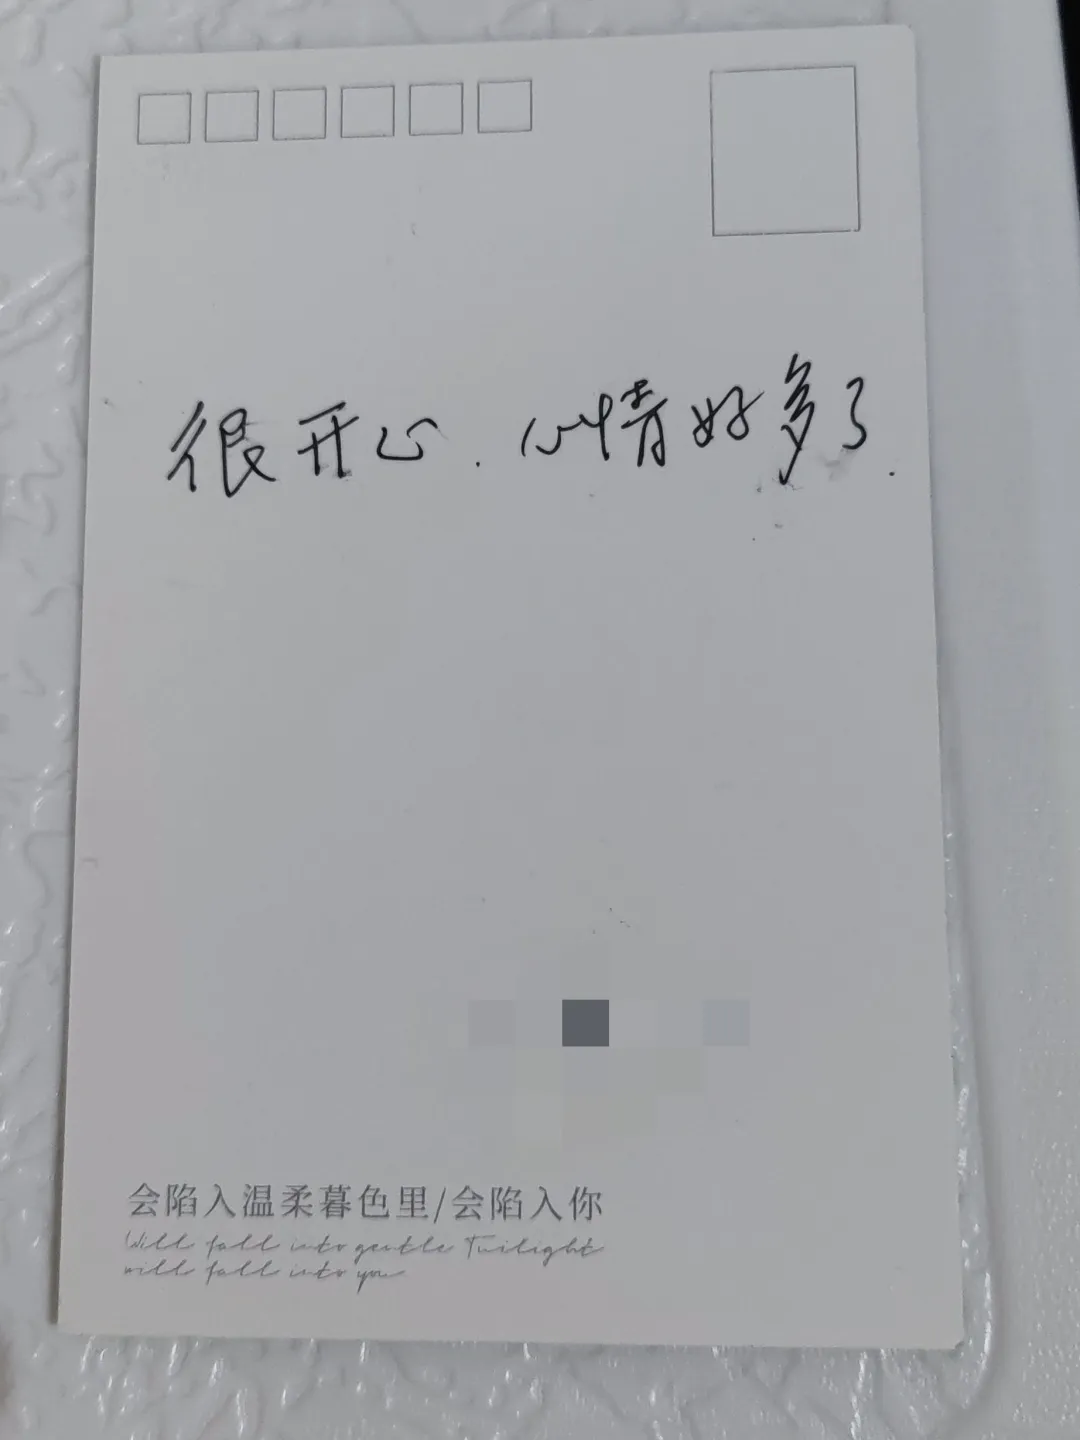 很开心.心情好多了.
会陷入温柔暮色里/会陷入你
Will fall into gentle Twilight
will fall into you